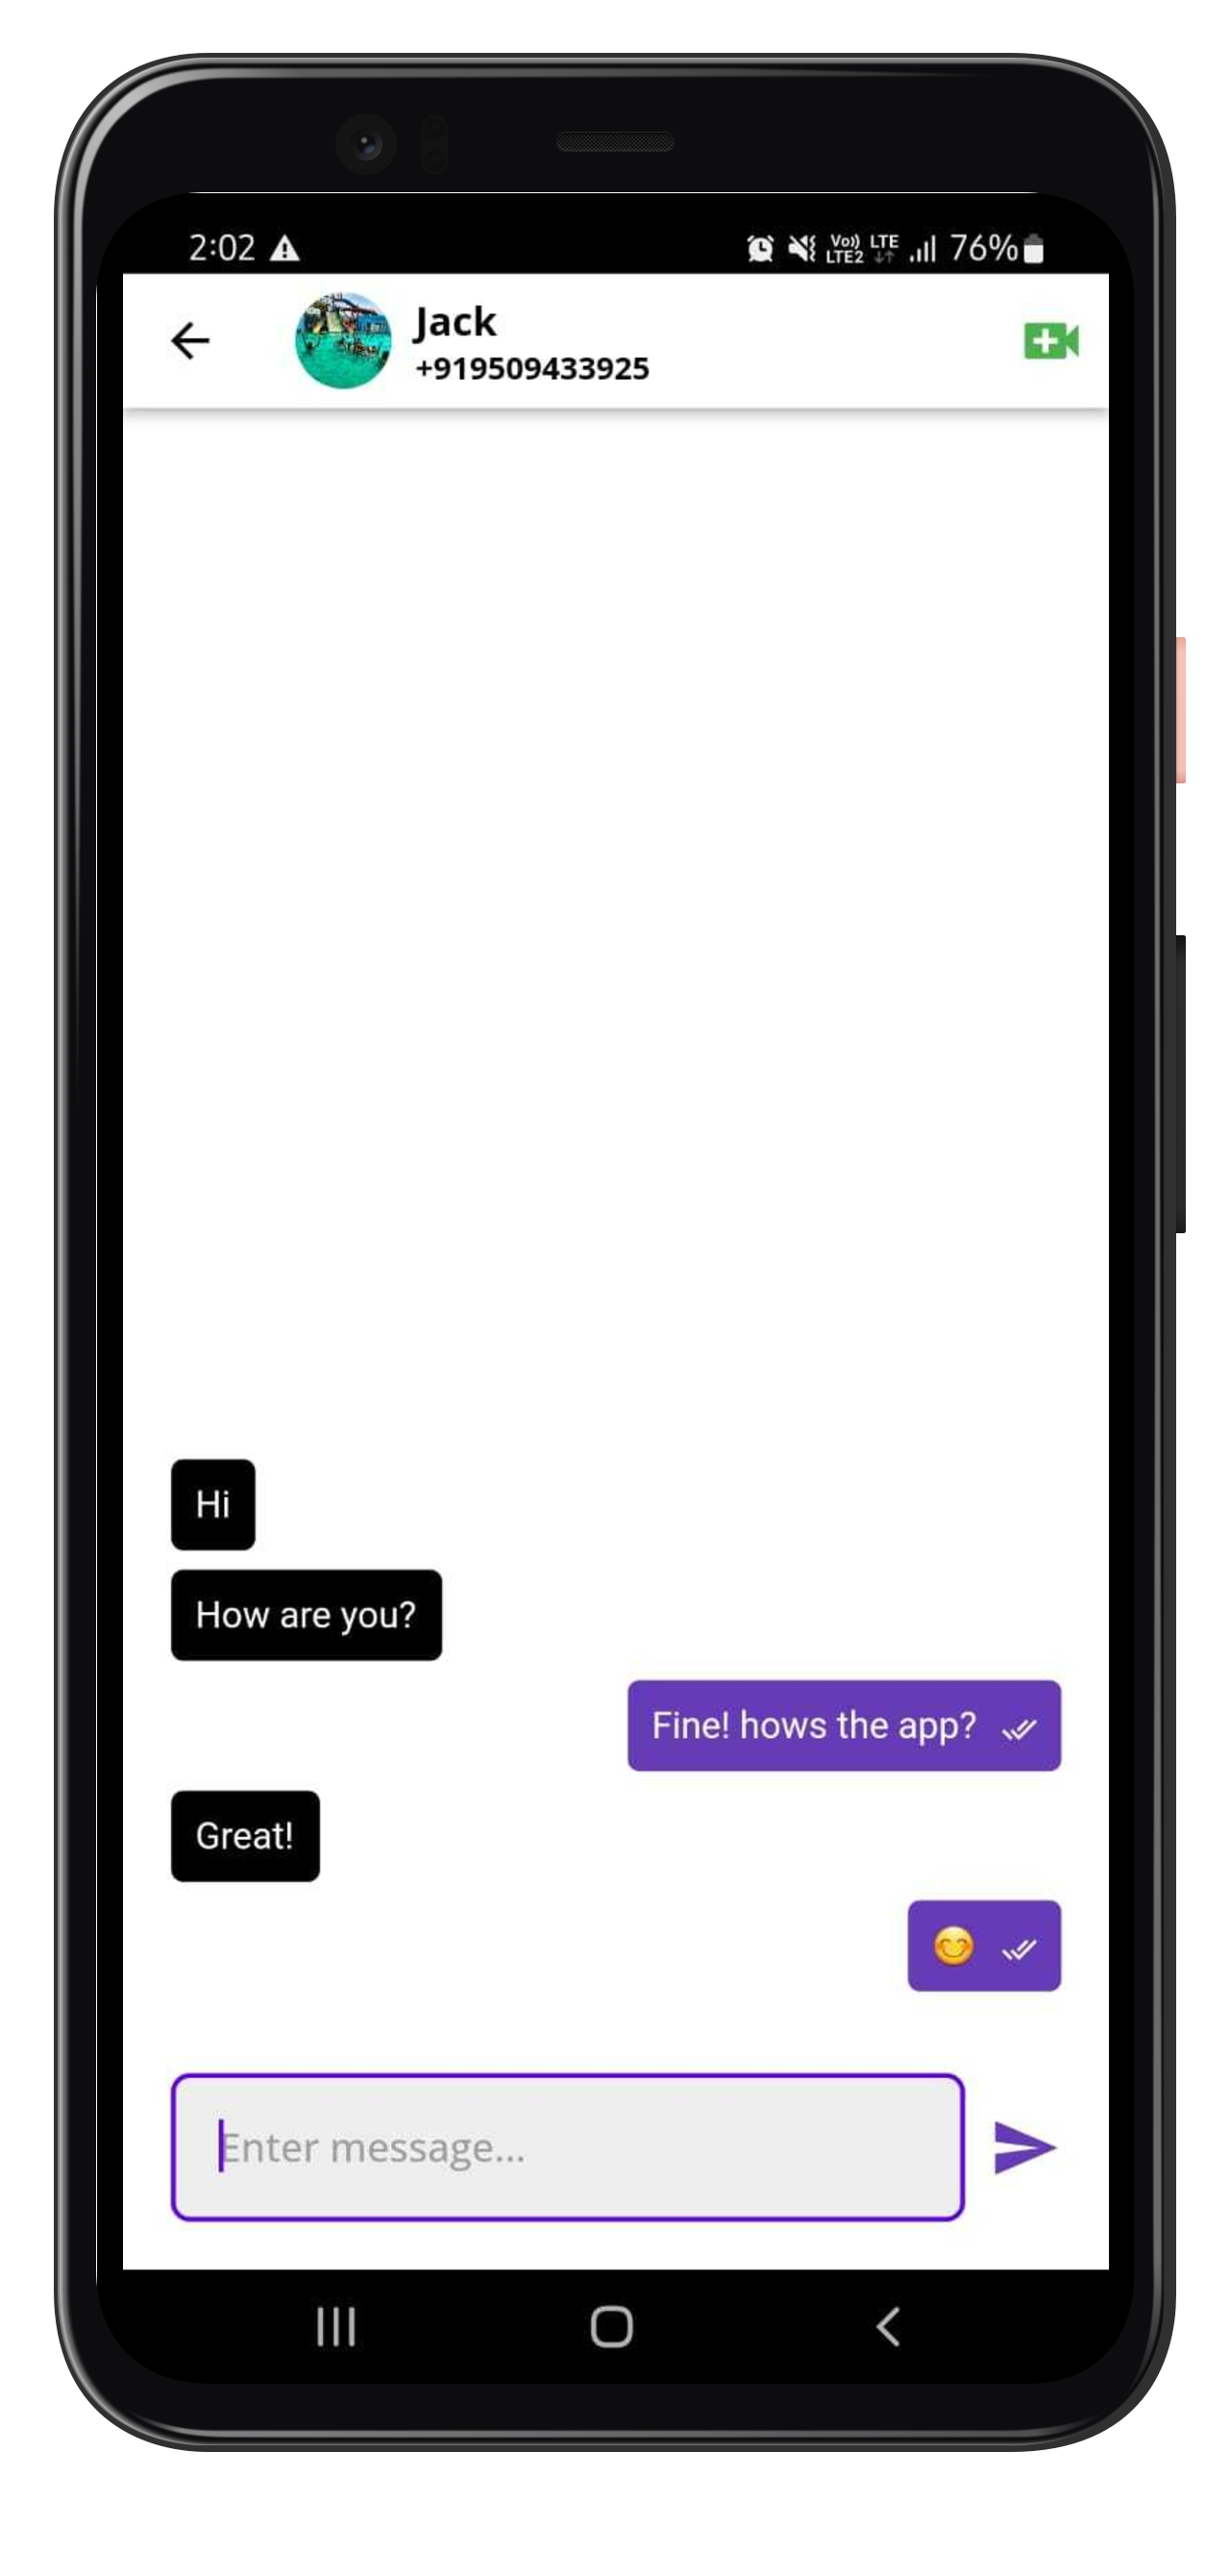 2:02
Vo)) LTE
LTE2
76%
Jack
+919509433925
Hi
How are you?
Fine! hows the app?
Great!
😊
Enter message...